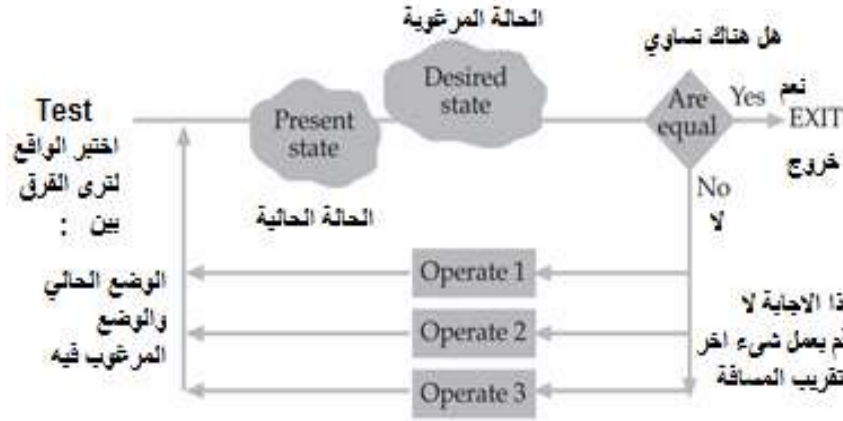 الحالة المرغوبة
هل هناك تساوي
Desired
state
Test
Present
state
Are
equal
Yes
نعم
EXIT
خروج
اختبر الواقع
لترى الفرق
بين :
الحالة الحالية
No
لا
الوضع الحالي
والوضع
المرغوب فيه
Operate 1
Operate 2
Operate 3
ذا الاجابة لا
قم بعمل شيء اخر
تقريب المسافة